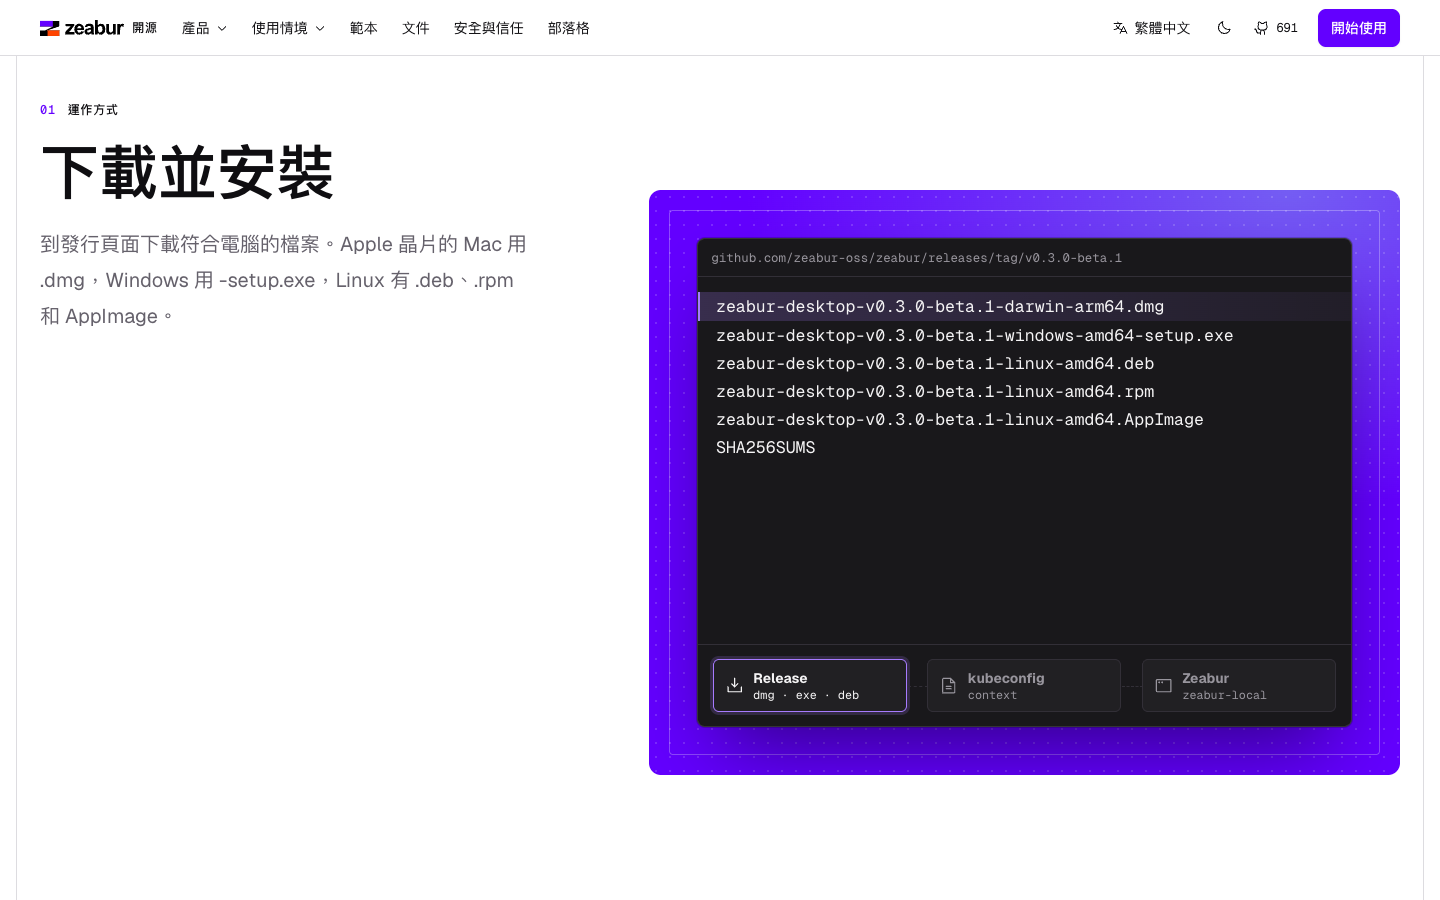 zeabur 開源 產品 使用情境 範本 文件 安全與信任 部落格 繁體中文 691 開始使用
01 運作方式
下載並安裝
到發行頁面下載符合電腦的檔案。Apple 晶片的 Mac 用
.dmg，Windows 用 -setup.exe，Linux 有 .deb、.rpm
和 AppImage。
github.com/zeabur-oss/zeabur/releases/tag/v0.3.0-beta.1
zeabur-desktop-v0.3.0-beta.1-darwin-arm64.dmg
zeabur-desktop-v0.3.0-beta.1-windows-amd64-setup.exe
zeabur-desktop-v0.3.0-beta.1-linux-amd64.deb
zeabur-desktop-v0.3.0-beta.1-linux-amd64.rpm
zeabur-desktop-v0.3.0-beta.1-linux-amd64.AppImage
SHA256SUMS
Release
dmg · exe · deb
kubeconfig
context
Zeabur
zeabur-local